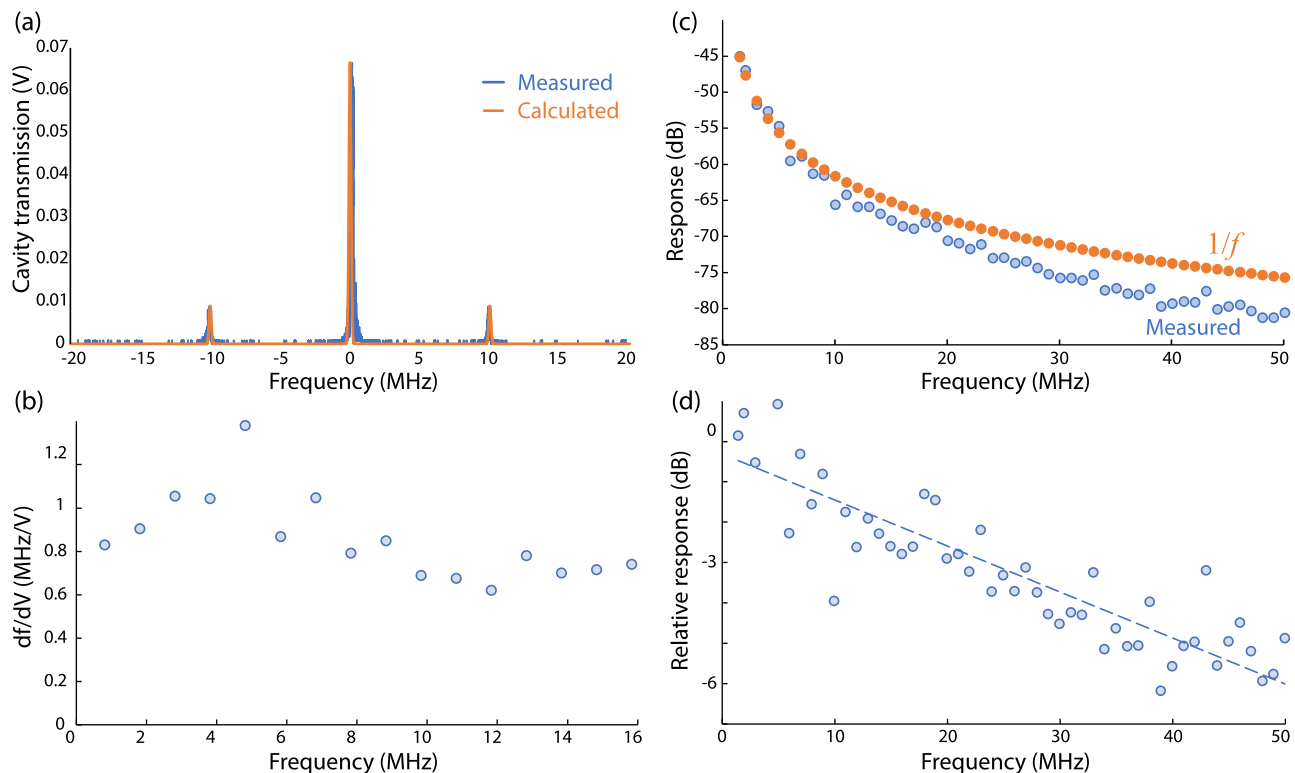 (a)
Cavity transmission (V)
0.07
0.06
0.05
0.04
0.03
0.02
0.01
0
-20 -15 -10 -5 0 5 10 15 20
Frequency (MHz)
Measured
Calculated
(c)
Response (dB)
-45
-50
-55
-60
-65
-70
-75
-80
-85
0 10 20 30 40 50
Frequency (MHz)
1/f
Measured
(b)
df/dV (MHz/V)
1.2
1
0.8
0.6
0.4
0.2
0
0 2 4 6 8 10 12 14 16
Frequency (MHz)
(d)
Relative response (dB)
0
-3
-6
0 10 20 30 40 50
Frequency (MHz)